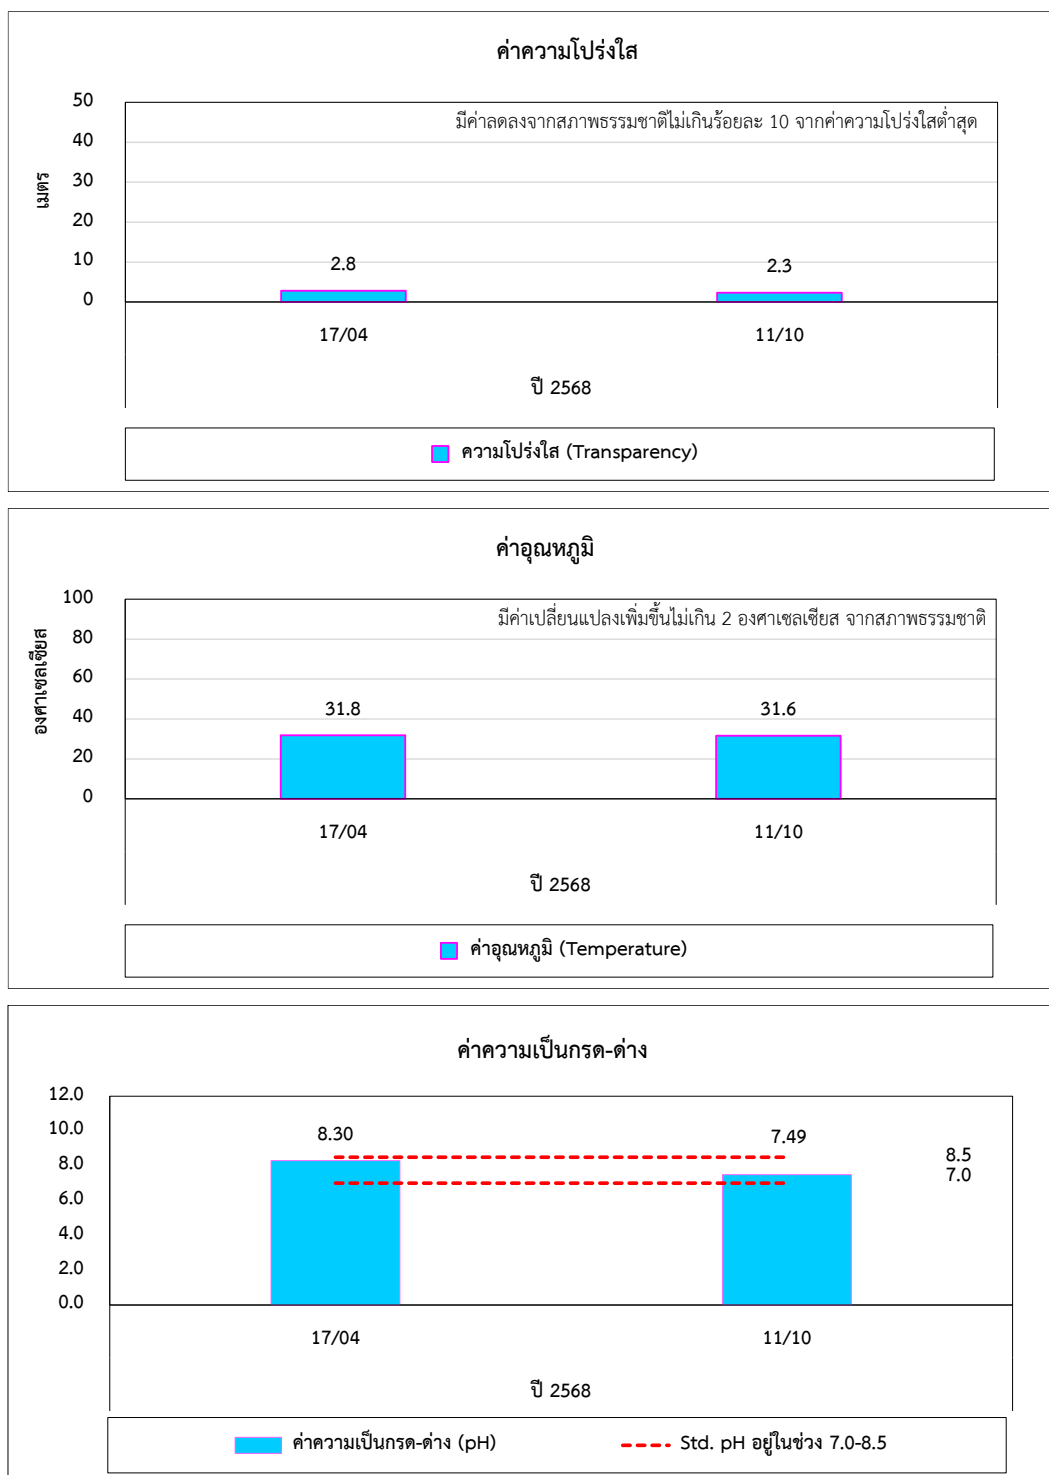 ค่าความโปร่งใส
มีค่าลดลงจากสภาพธรรมชาติไม่เกินร้อยละ 10 จากค่าความโปร่งใสต่ำสุด
เมตร
50
40
30
20
10
0
2.8
2.3
17/04
11/10
ปี 2568
ความโปร่งใส (Transparency)
ค่าอุณหภูมิ
มีค่าเปลี่ยนแปลงเพิ่มขึ้นไม่เกิน 2 องศาเซลเซียส จากสภาพธรรมชาติ
องศาเซลเซียส
100
80
60
40
20
0
31.8
31.6
17/04
11/10
ปี 2568
ค่าอุณหภูมิ (Temperature)
ค่าความเป็นกรด-ด่าง
12.0
10.0
8.0
6.0
4.0
2.0
0.0
8.30
7.49
8.5
7.0
17/04
11/10
ปี 2568
ค่าความเป็นกรด-ด่าง (pH)
Std. pH อยู่ในช่วง 7.0-8.5